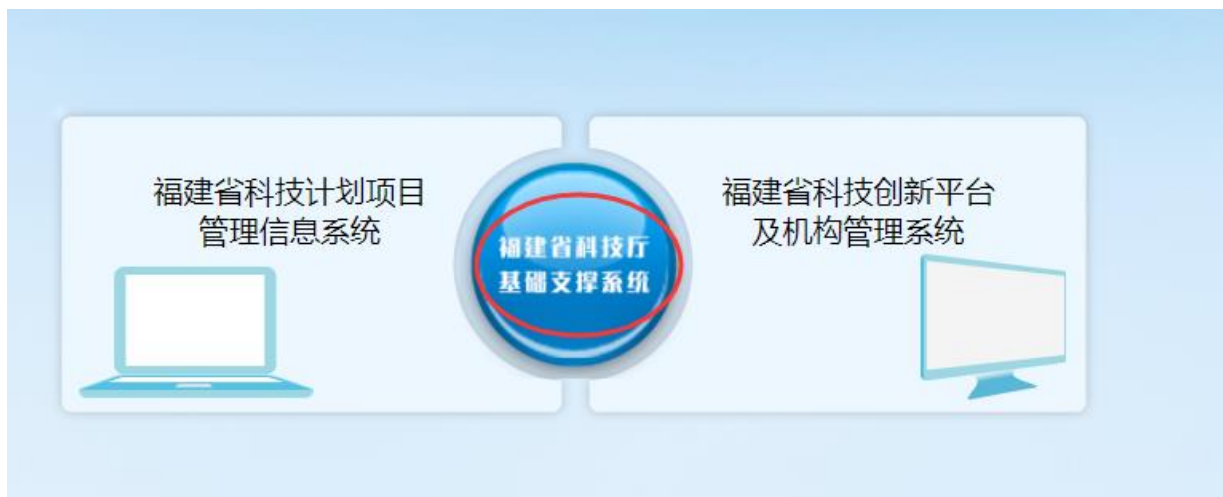 福建省科技计划项目
管理信息系统
福建省科技厅
基础支撑系统
福建省科技创新平台
及机构管理系统